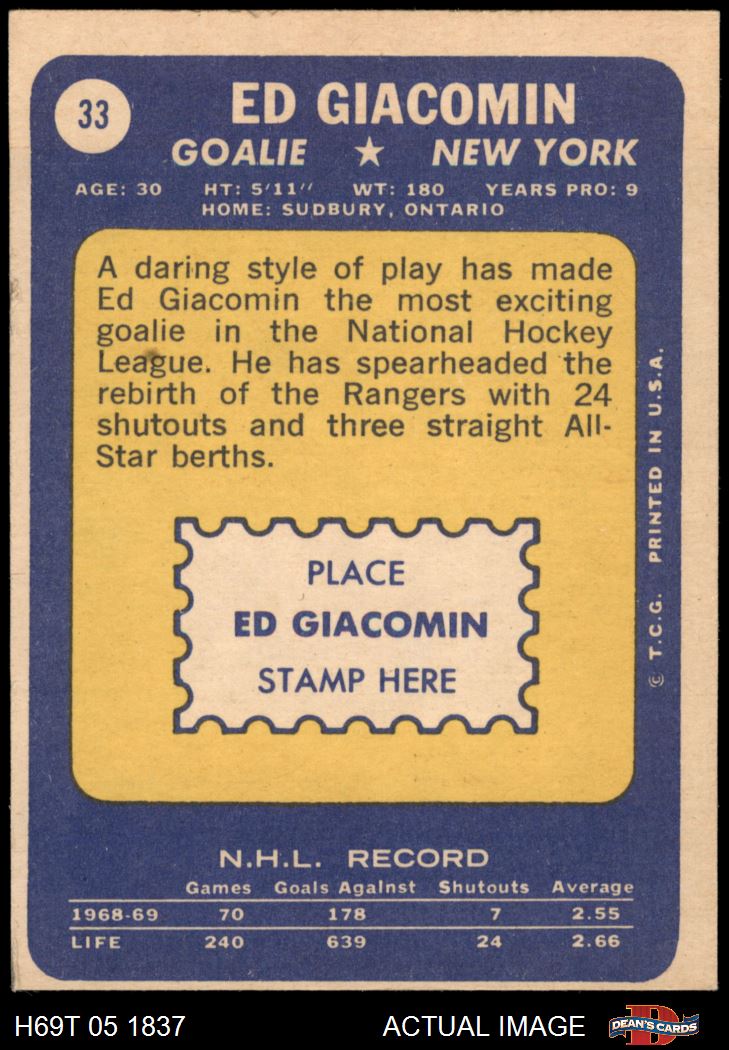 33
ED GIACOMIN
GOALIE ★ NEW YORK
AGE: 30 HT: 5'11" WT: 180 YEARS PRO: 9
HOME: SUDBURY, ONTARIO
A daring style of play has made
Ed Giacomin the most exciting
goalie in the National Hockey
League. He has spearheaded the
rebirth of the Rangers with 24
shutouts and three straight All-
Star berths.
PLACE
ED GIACOMIN
STAMP HERE
© T.C.G. PRINTED IN U.S.A.
N.H.L. RECORD
Games Goals Against Shutouts Average
1968-69 70 178 7 2.55
LIFE 240 639 24 2.66
H69T 05 1837 ACTUAL IMAGE D DEAN'S CARDS